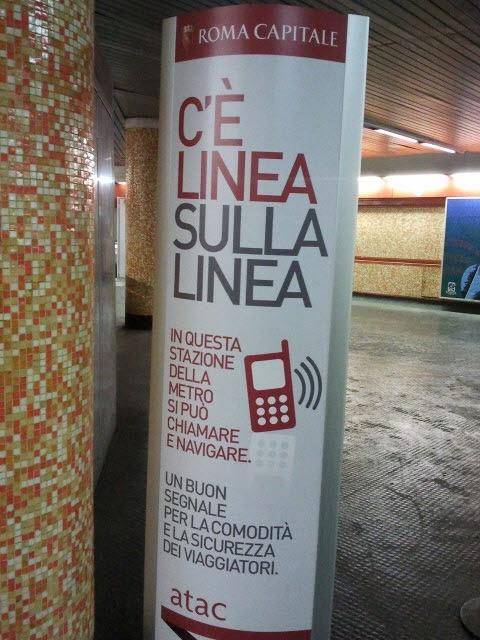 ROMA CAPITALE
C'È
LINEA
SULLA
LINEA
IN QUESTA
STAZIONE
DELLA
METRO
SI PUÒ
CHIAMARE
E NAVIGARE.
UN BUON
SEGNALE
PER LA COMODITÀ
E LA SICUREZZA
DEI VIAGGIATORI.
atac